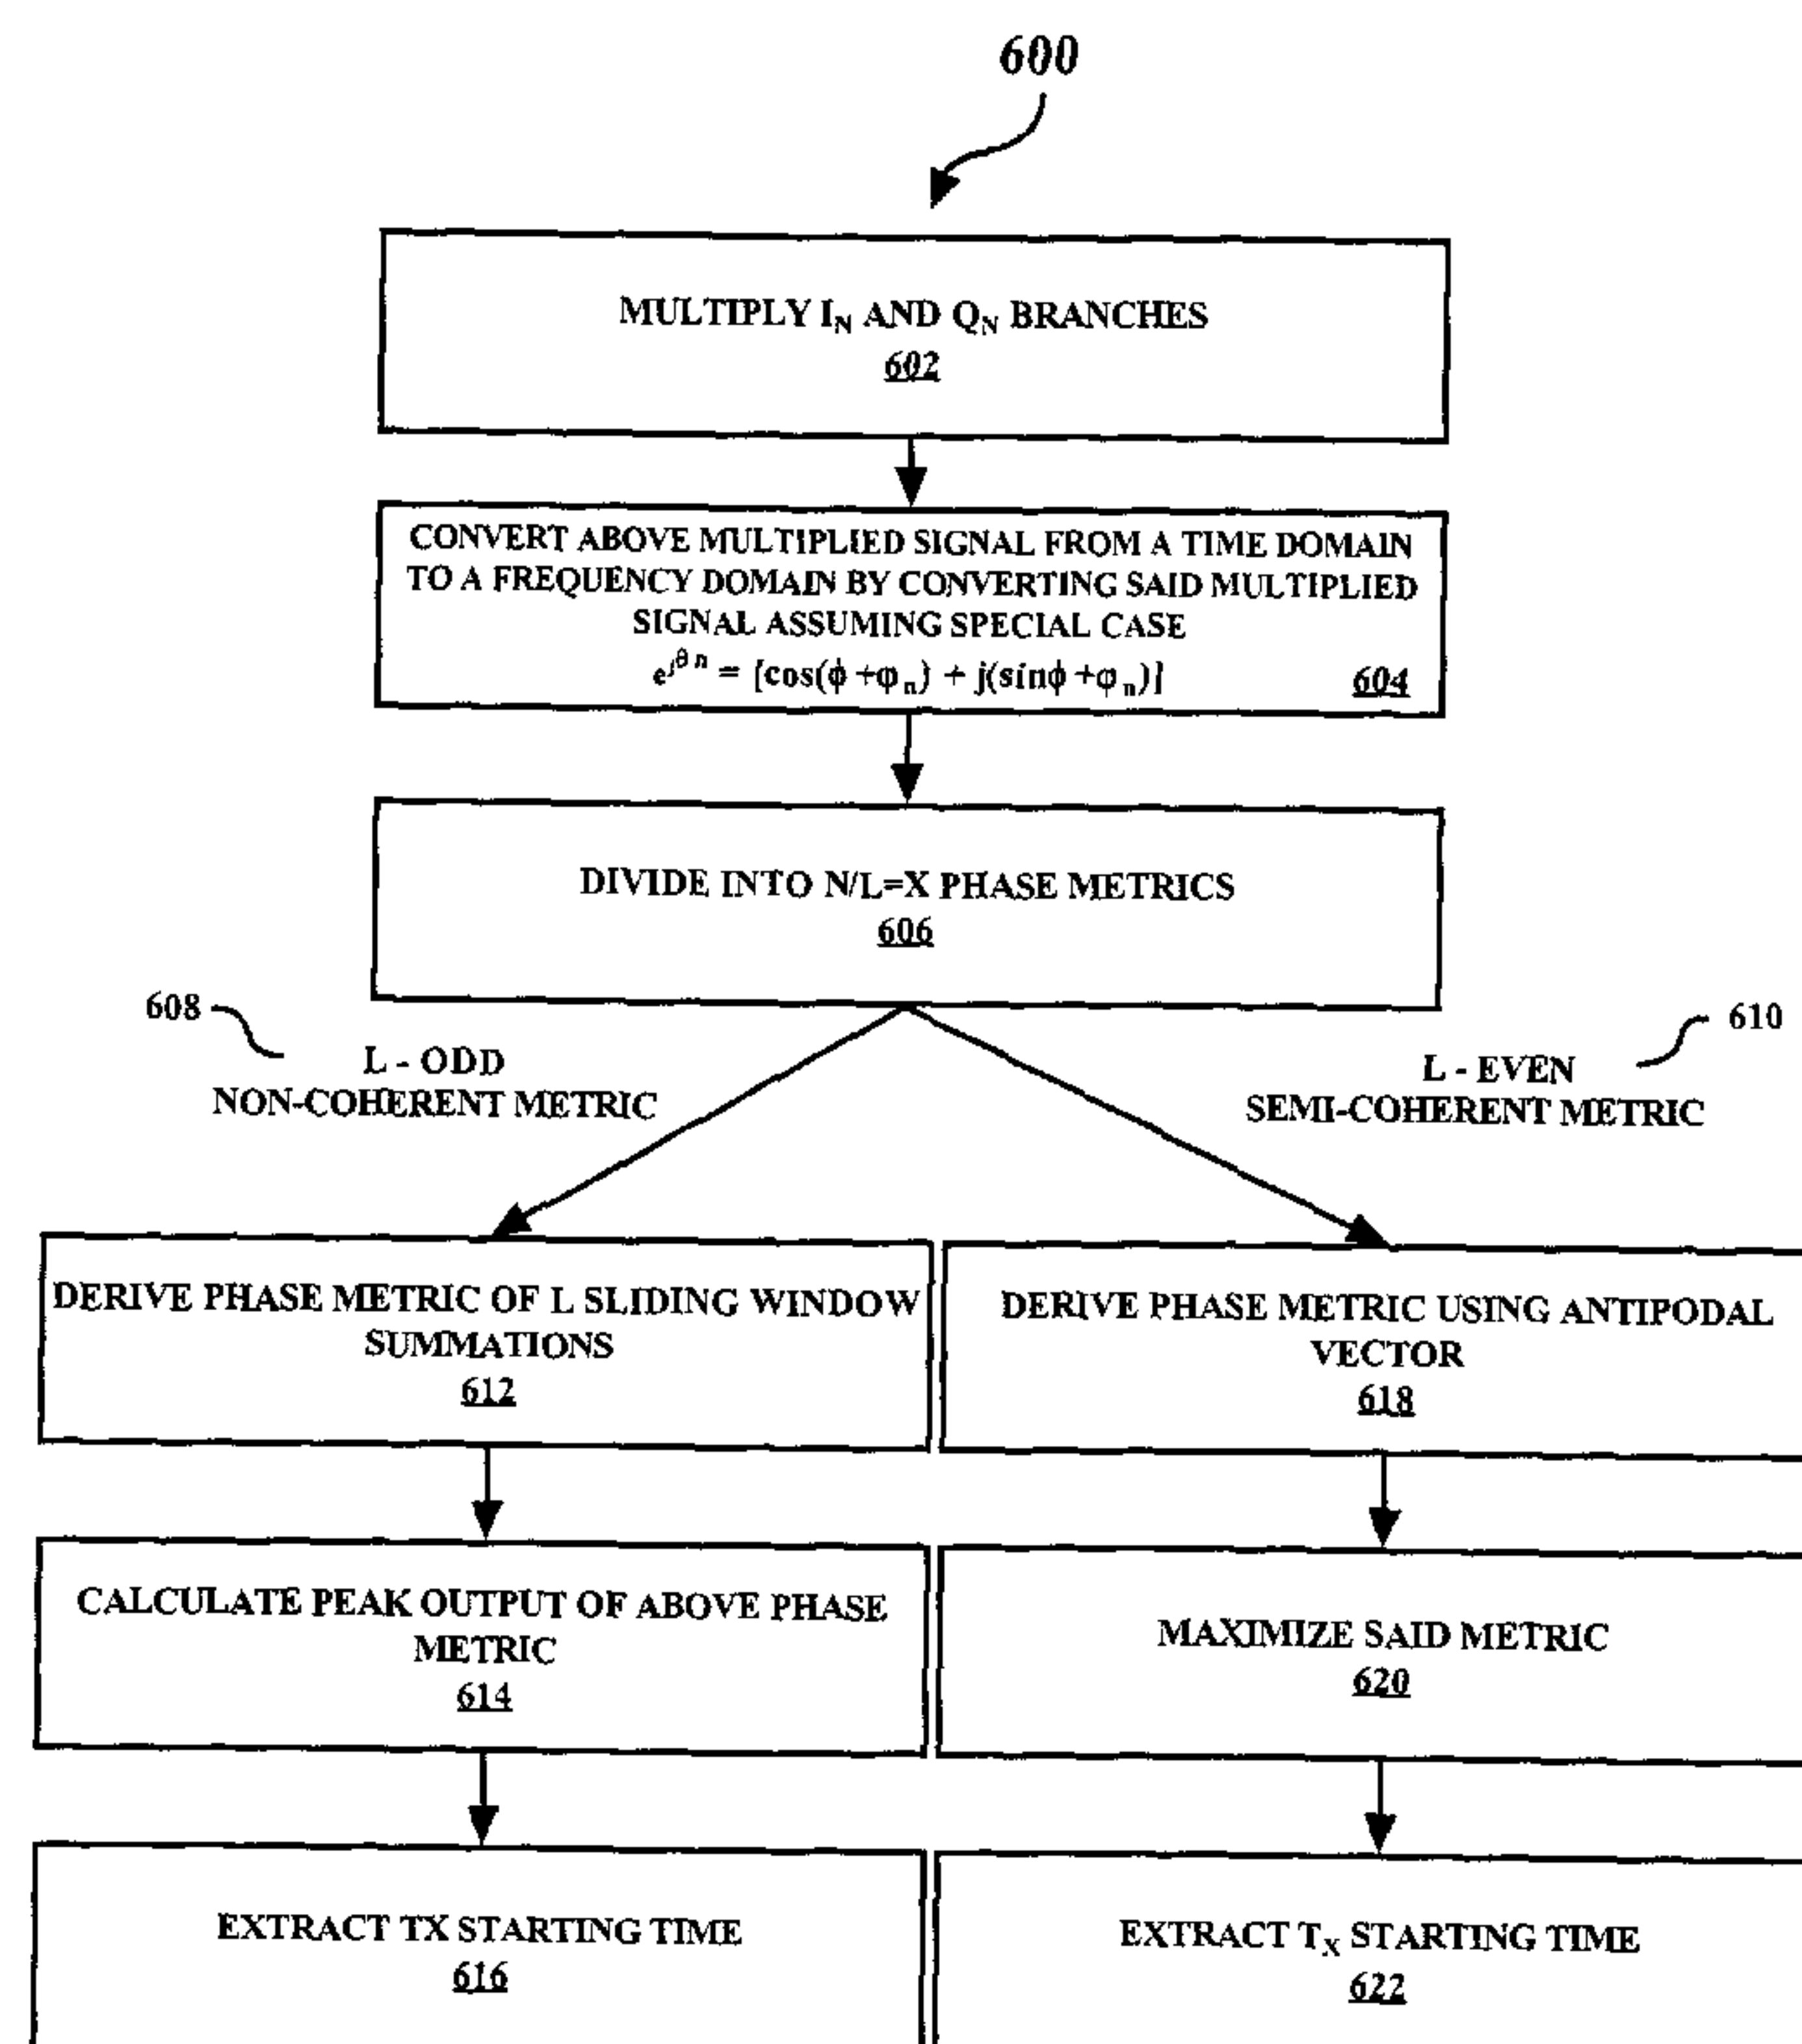 600
MULTIPLY I_N AND Q_N BRANCHES
602
CONVERT ABOVE MULTIPLIED SIGNAL FROM A TIME DOMAIN
TO A FREQUENCY DOMAIN BY CONVERTING SAID MULTIPLIED
SIGNAL ASSUMING SPECIAL CASE
e^{jθn} = [cos(ϕ+φ_n) + j(sinϕ+φ_n)]
604
DIVIDE INTO N/L=X PHASE METRICS
606
608
L - ODD
NON-COHERENT METRIC
610
L - EVEN
SEMI-COHERENT METRIC
DERIVE PHASE METRIC OF L SLIDING WINDOW
SUMMATIONS
612
DERIVE PHASE METRIC USING ANTIPODAL
VECTOR
618
CALCULATE PEAK OUTPUT OF ABOVE PHASE
METRIC
614
MAXIMIZE SAID METRIC
620
EXTRACT TX STARTING TIME
616
EXTRACT T_X STARTING TIME
622